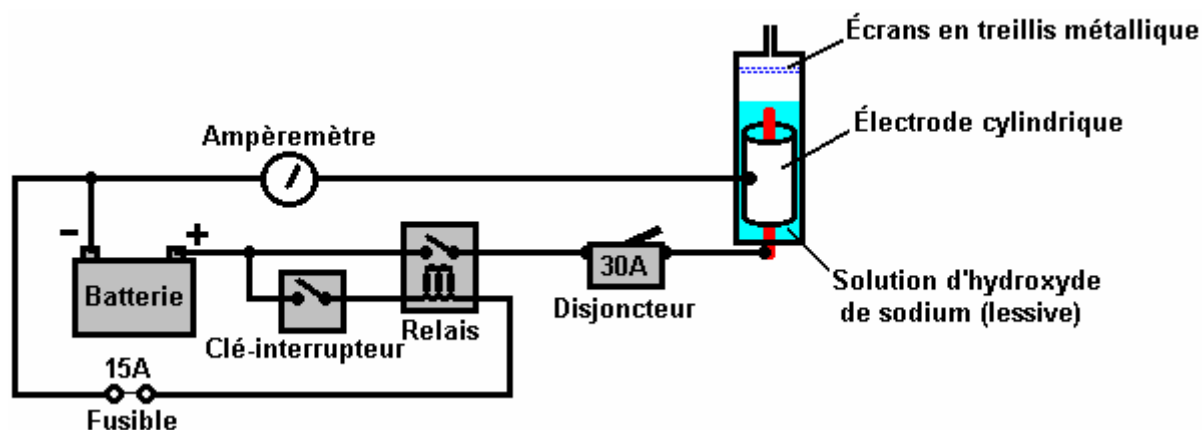 Écrans en treillis métallique
Ampèremètre
Électrode cylindrique
-
+
Batterie
Clé-interrupteur
Relais
30A
Disjoncteur
Solution d'hydroxyde
de sodium (lessive)
15A
Fusible